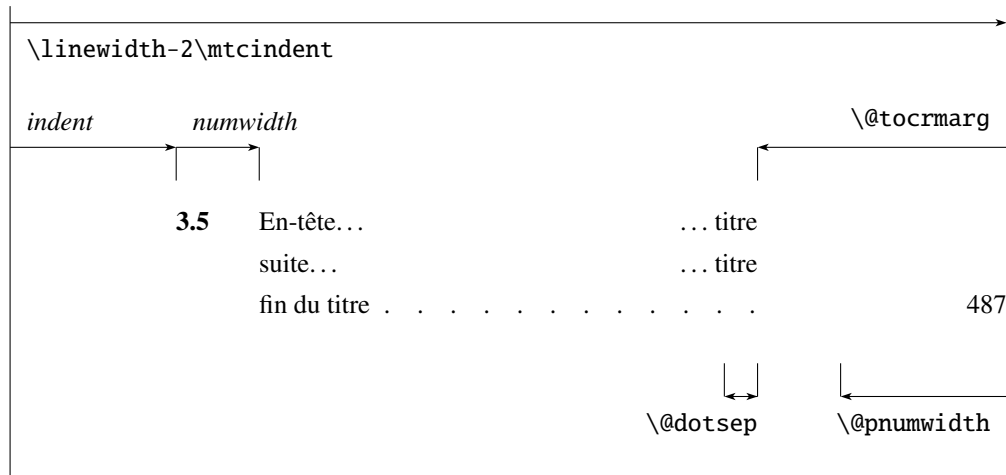 \linewidth-2\mtcindent
indent numwidth \@tocrmarg
3.5 En-tête... ... titre
suite... ... titre
fin du titre . . . . . . . . . . . . 487
\@dotsep \@pnumwidth